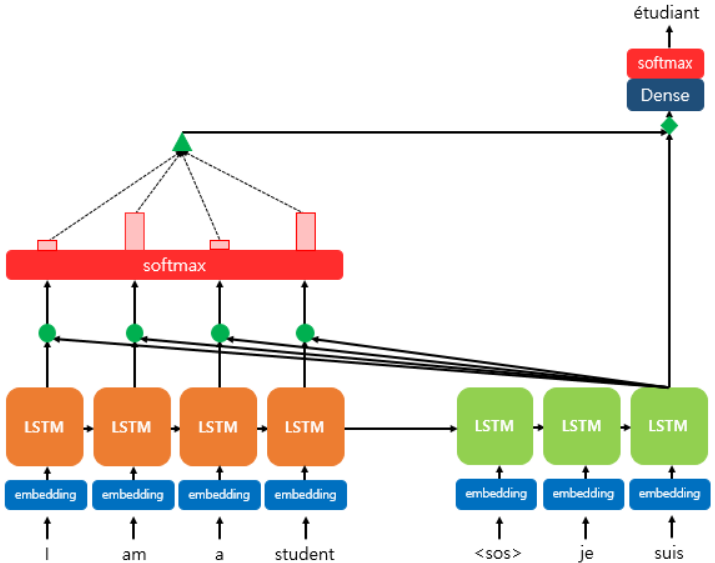 étudiant
softmax
Dense
softmax
LSTM LSTM LSTM LSTM LSTM LSTM LSTM
embedding embedding embedding embedding embedding embedding embedding
I am a student <sos> je suis